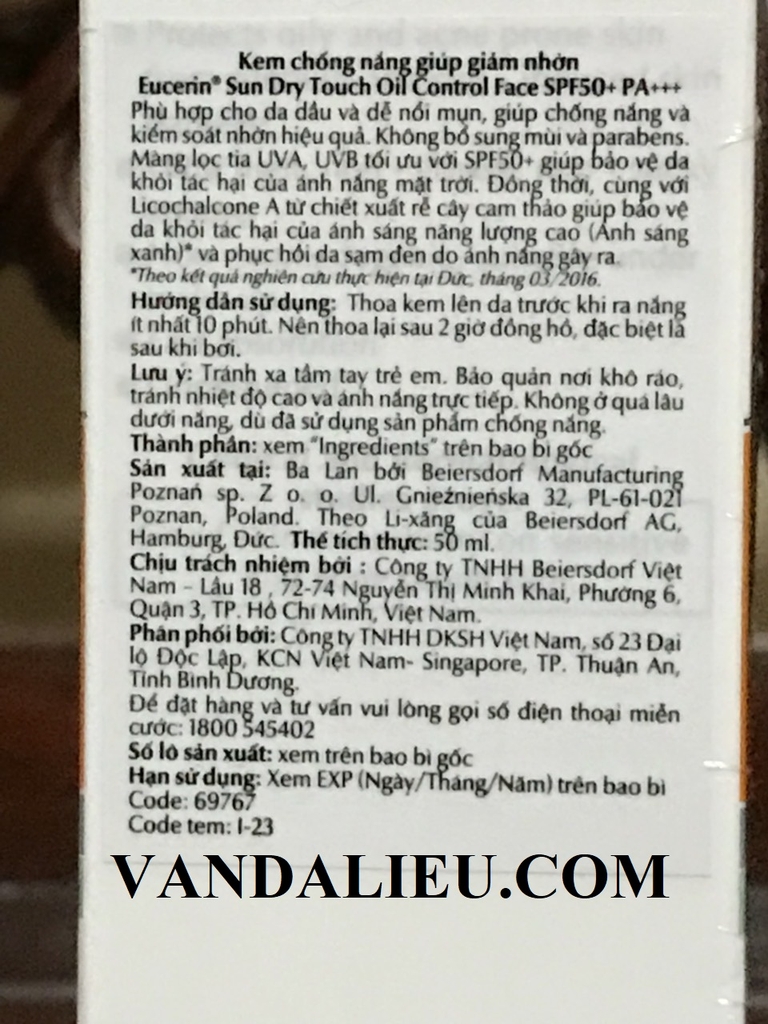 Kem chống nắng giúp giảm nhờn
Eucerin® Sun Dry Touch Oil Control Face SPF50+ PA+++
Phù hợp cho da dầu và dễ nổi mụn, giúp chống nắng và
kiểm soát nhờn hiệu quả. Không bổ sung mùi và parabens.
Màng lọc tia UVA, UVB tối ưu với SPF50+ giúp bảo vệ da
khỏi tác hại của ánh nắng mặt trời. Đồng thời, cùng với
Licochalcone A từ chiết xuất rễ cây cam thảo giúp bảo vệ
da khỏi tác hại của ánh sáng năng lượng cao (Ánh sáng
xanh)* và phục hồi da sạm đen do ánh nắng gây ra.
*Theo kết quả nghiên cứu thực hiện tại Đức, tháng 03/2016.
Hướng dẫn sử dụng: Thoa kem lên da trước khi ra nắng
ít nhất 10 phút. Nên thoa lại sau 2 giờ đồng hồ, đặc biệt là
sau khi bơi.
Lưu ý: Tránh xa tầm tay trẻ em. Bảo quản nơi khô ráo,
tránh nhiệt độ cao và ánh nắng trực tiếp. Không ở quá lâu
dưới nắng, dù đã sử dụng sản phẩm chống nắng.
Thành phần: xem "Ingredients" trên bao bì gốc
Sản xuất tại: Ba Lan bởi Beiersdorf Manufacturing
Poznań sp. Z o. o. Ul. Gnieźnieńska 32, PL-61-021
Poznan, Poland. Theo Li-xăng của Beiersdorf AG,
Hamburg, Đức. Thể tích thực: 50 ml.
Chịu trách nhiệm bởi : Công ty TNHH Beiersdorf Việt
Nam - Lầu 18 , 72-74 Nguyễn Thị Minh Khai, Phường 6,
Quận 3, TP. Hồ Chí Minh, Việt Nam.
Phân phối bởi: Công ty TNHH DKSH Việt Nam, số 23 Đại
lộ Độc Lập, KCN Việt Nam- Singapore, TP. Thuận An,
Tỉnh Bình Dương.
Để đặt hàng và tư vấn vui lòng gọi số điện thoại miễn
cước: 1800 545402
Số lô sản xuất: xem trên bao bì gốc
Hạn sử dụng: Xem EXP (Ngày/Tháng/Năm) trên bao bì
Code: 69767
Code tem: I-23
VANDALIEU.COM